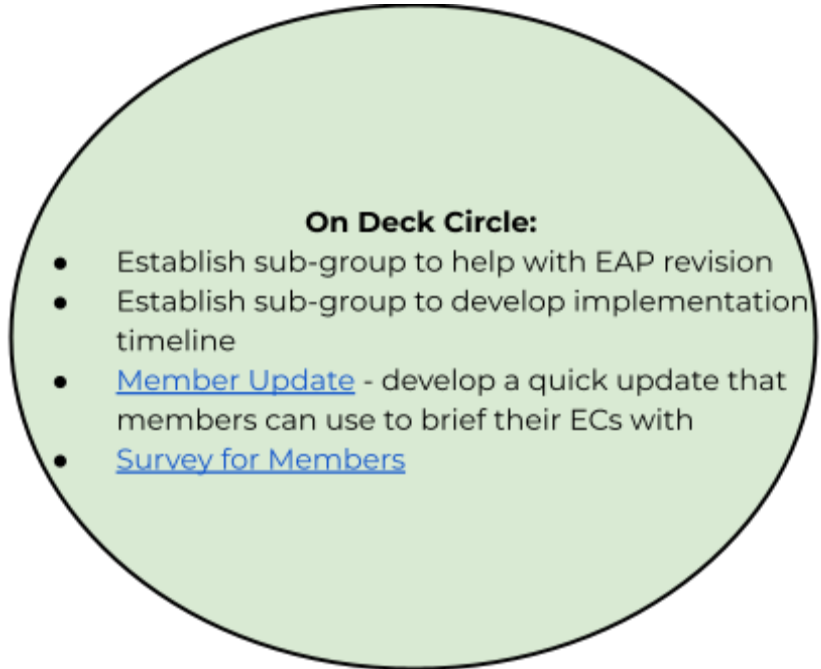 On Deck Circle:
● Establish sub-group to help with EAP revision
● Establish sub-group to develop implementation
timeline
● Member Update - develop a quick update that
members can use to brief their ECs with
● Survey for Members